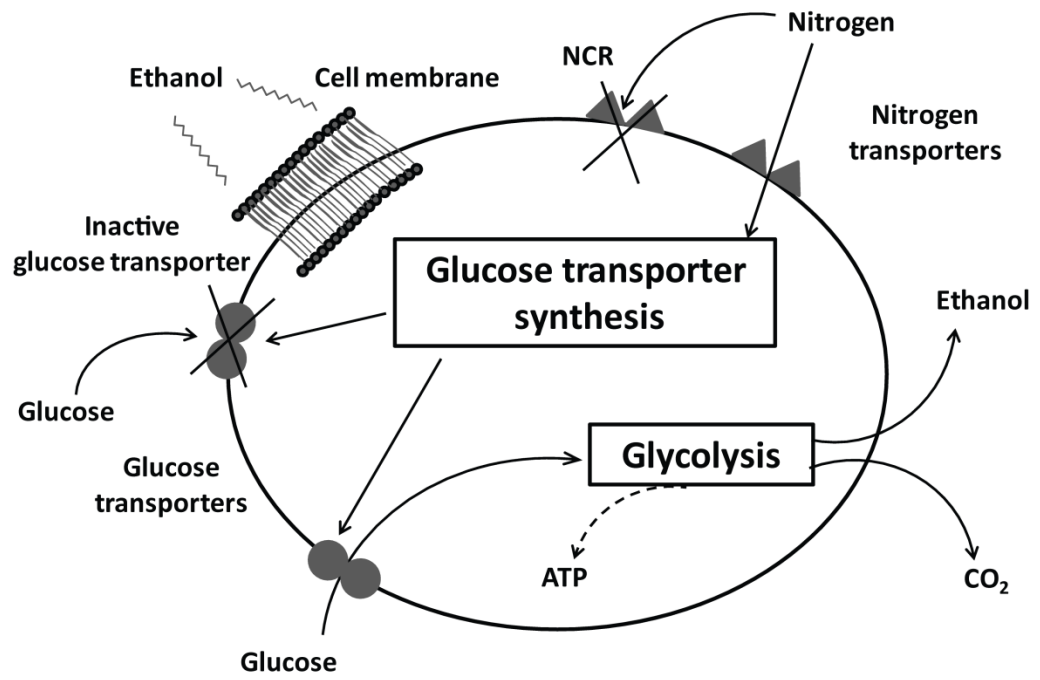 Nitrogen
NCR
Ethanol
Cell membrane
Nitrogen
transporters
Inactive
glucose transporter
Glucose transporter
synthesis
Ethanol
Glucose
Glycolysis
Glucose
transporters
ATP
CO₂
Glucose